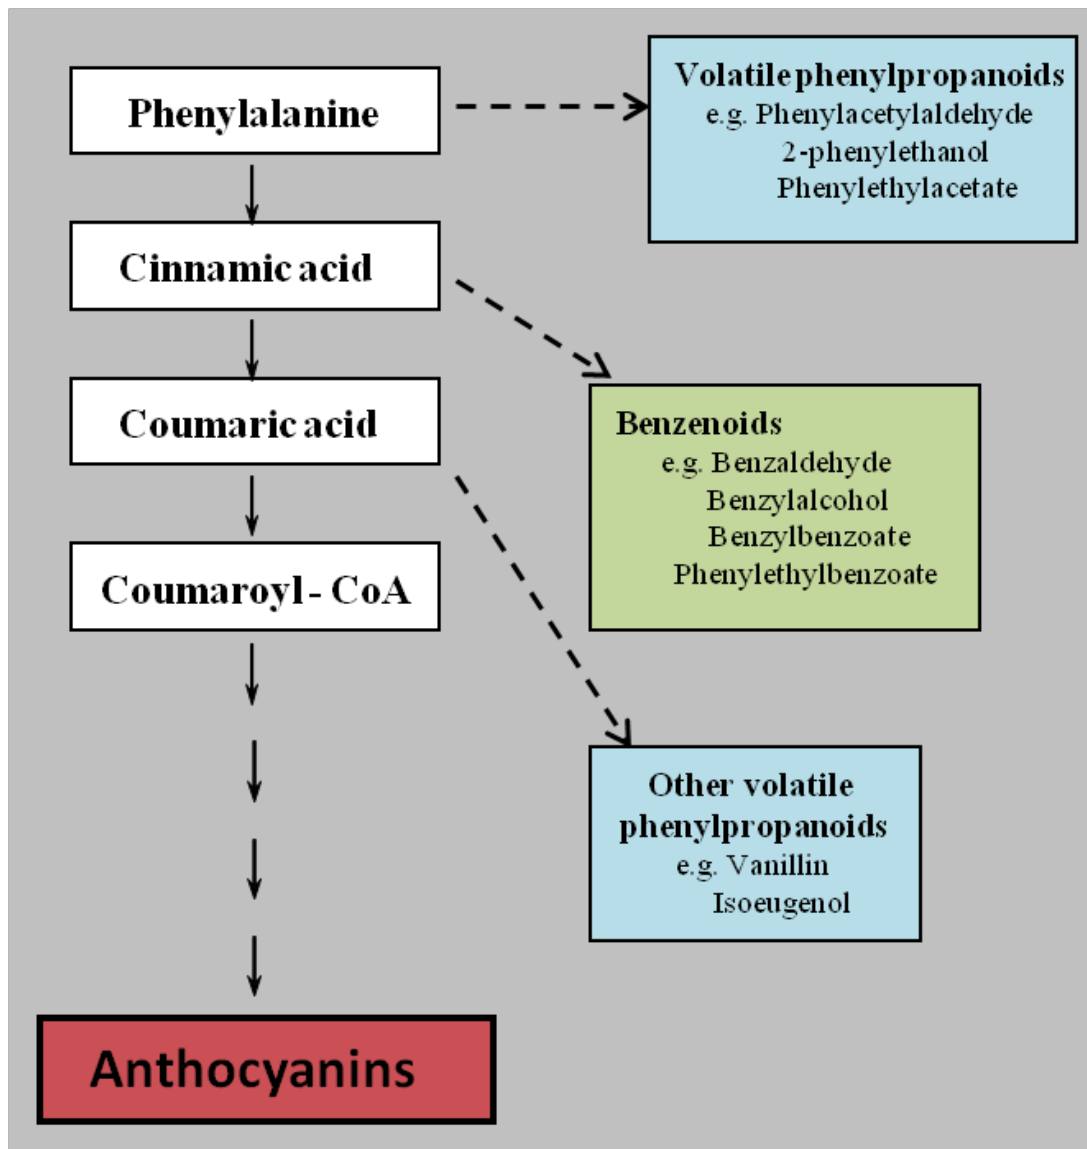 Phenylalanine
Volatile phenylpropanoids
e.g. Phenylacetylaldehyde
2-phenylethanol
Phenylethylacetate
Cinnamic acid
Coumaric acid
Benzenoids
e.g. Benzaldehyde
Benzylalcohol
Benzylbenzoate
Phenylethylbenzoate
Coumaroyl - CoA
Other volatile
phenylpropanoids
e.g. Vanillin
Isoeugenol
Anthocyanins